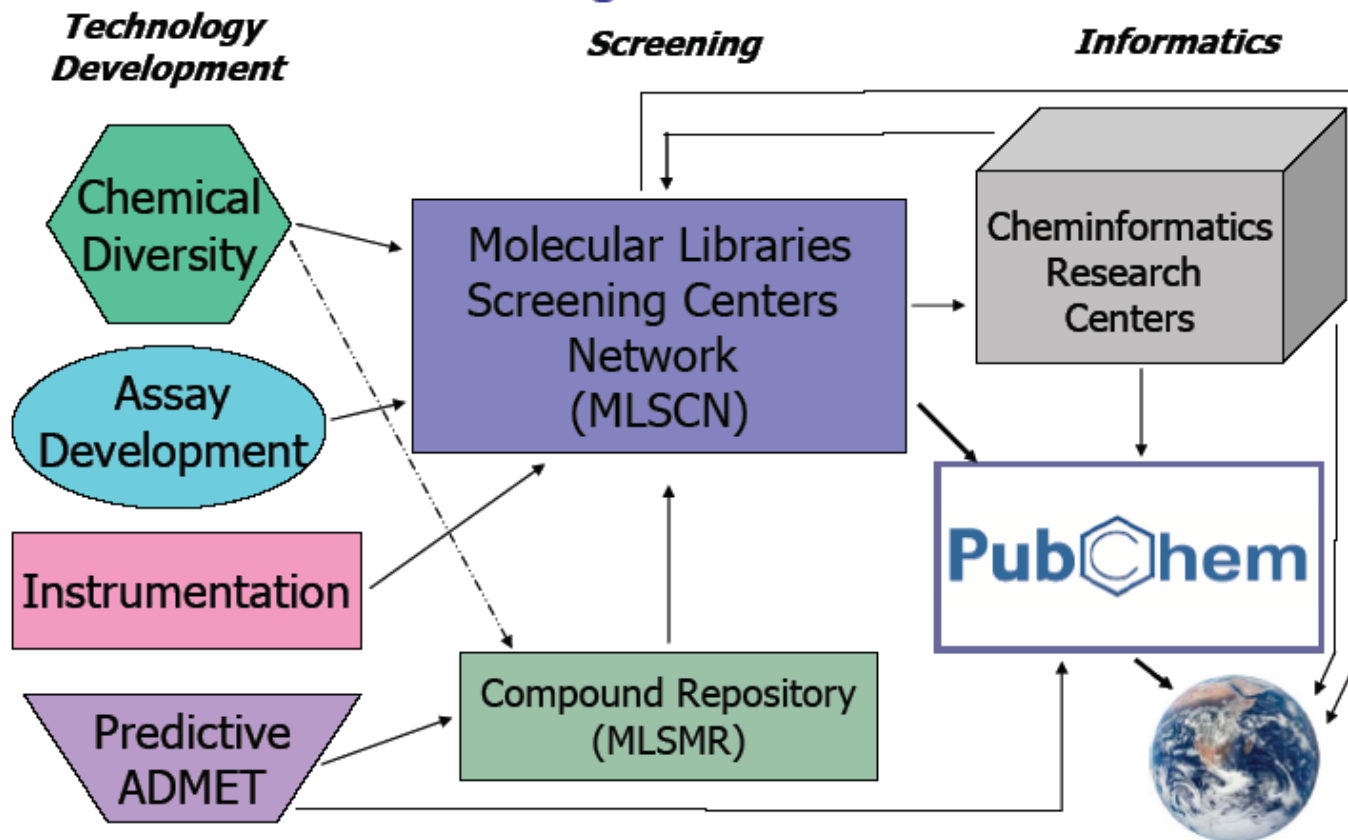 Technology
Development
Screening
Informatics
Chemical
Diversity
Assay
Development
Instrumentation
Predictive
ADMET
Molecular Libraries
Screening Centers
Network
(MLSCN)
Compound Repository
(MLSMR)
Cheminformatics
Research
Centers
PubChem